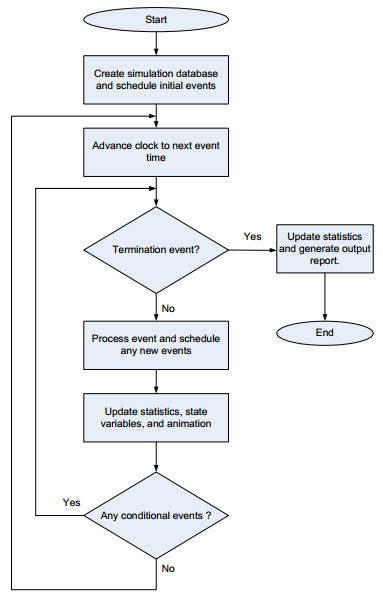 Start
Create simulation database
and schedule initial events
Advance clock to next event
time
Termination event?
Yes
Update statistics
and generate output
report.
End
No
Process event and schedule
any new events
Update statistics, state
variables, and animation
Any conditional events ?
Yes
No